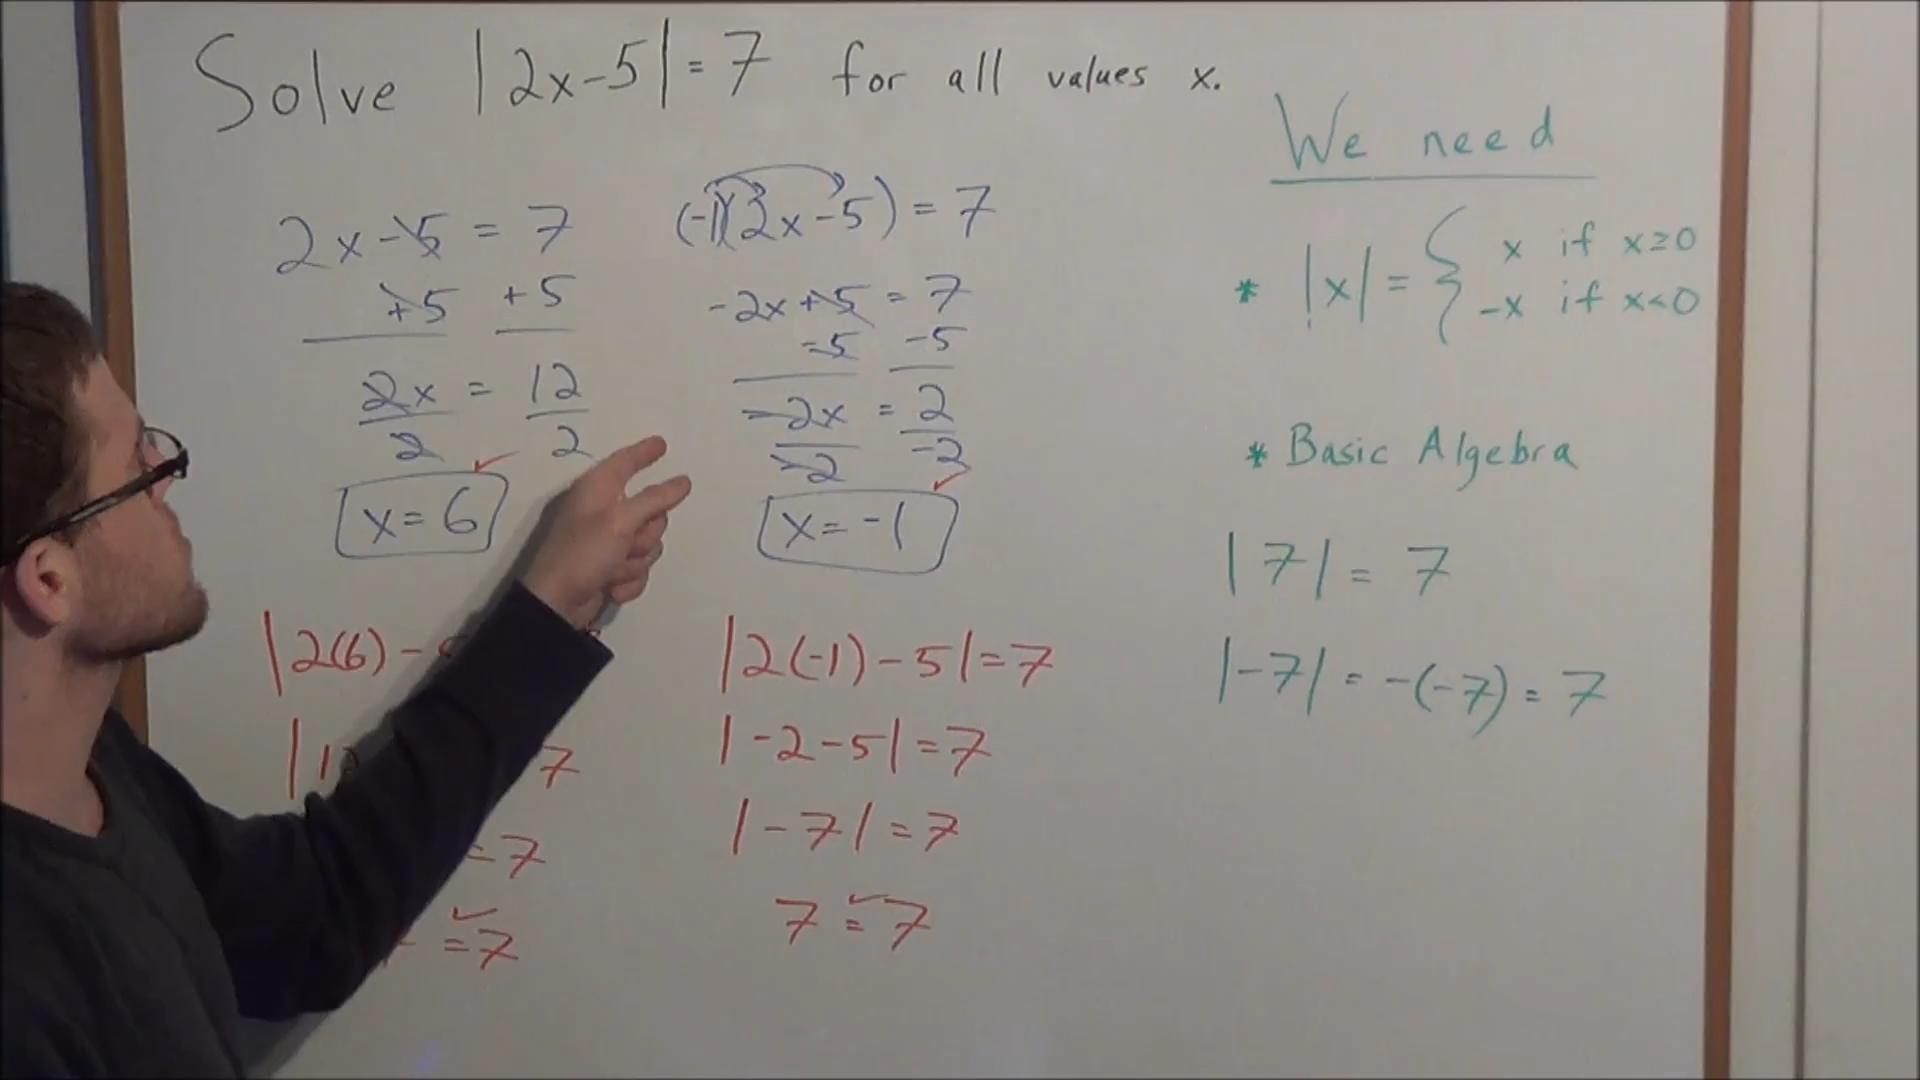 Solve |2x-5|=7 for all values x.
2x-5 = 7
+5 +5
2x = 12
2 2
x=6
(-1)(2x-5) = 7
-2x+5 = 7
-5 -5
-2x = 2
-2 -2
x=-1
|2(6)-
7
=7
=7
|2(-1)-5|=7
|-2-5|=7
|-7|=7
7=7
We need
* |x| = { x if x≥0
-x if x<0
* Basic Algebra
|7| = 7
|-7| = -(-7) = 7